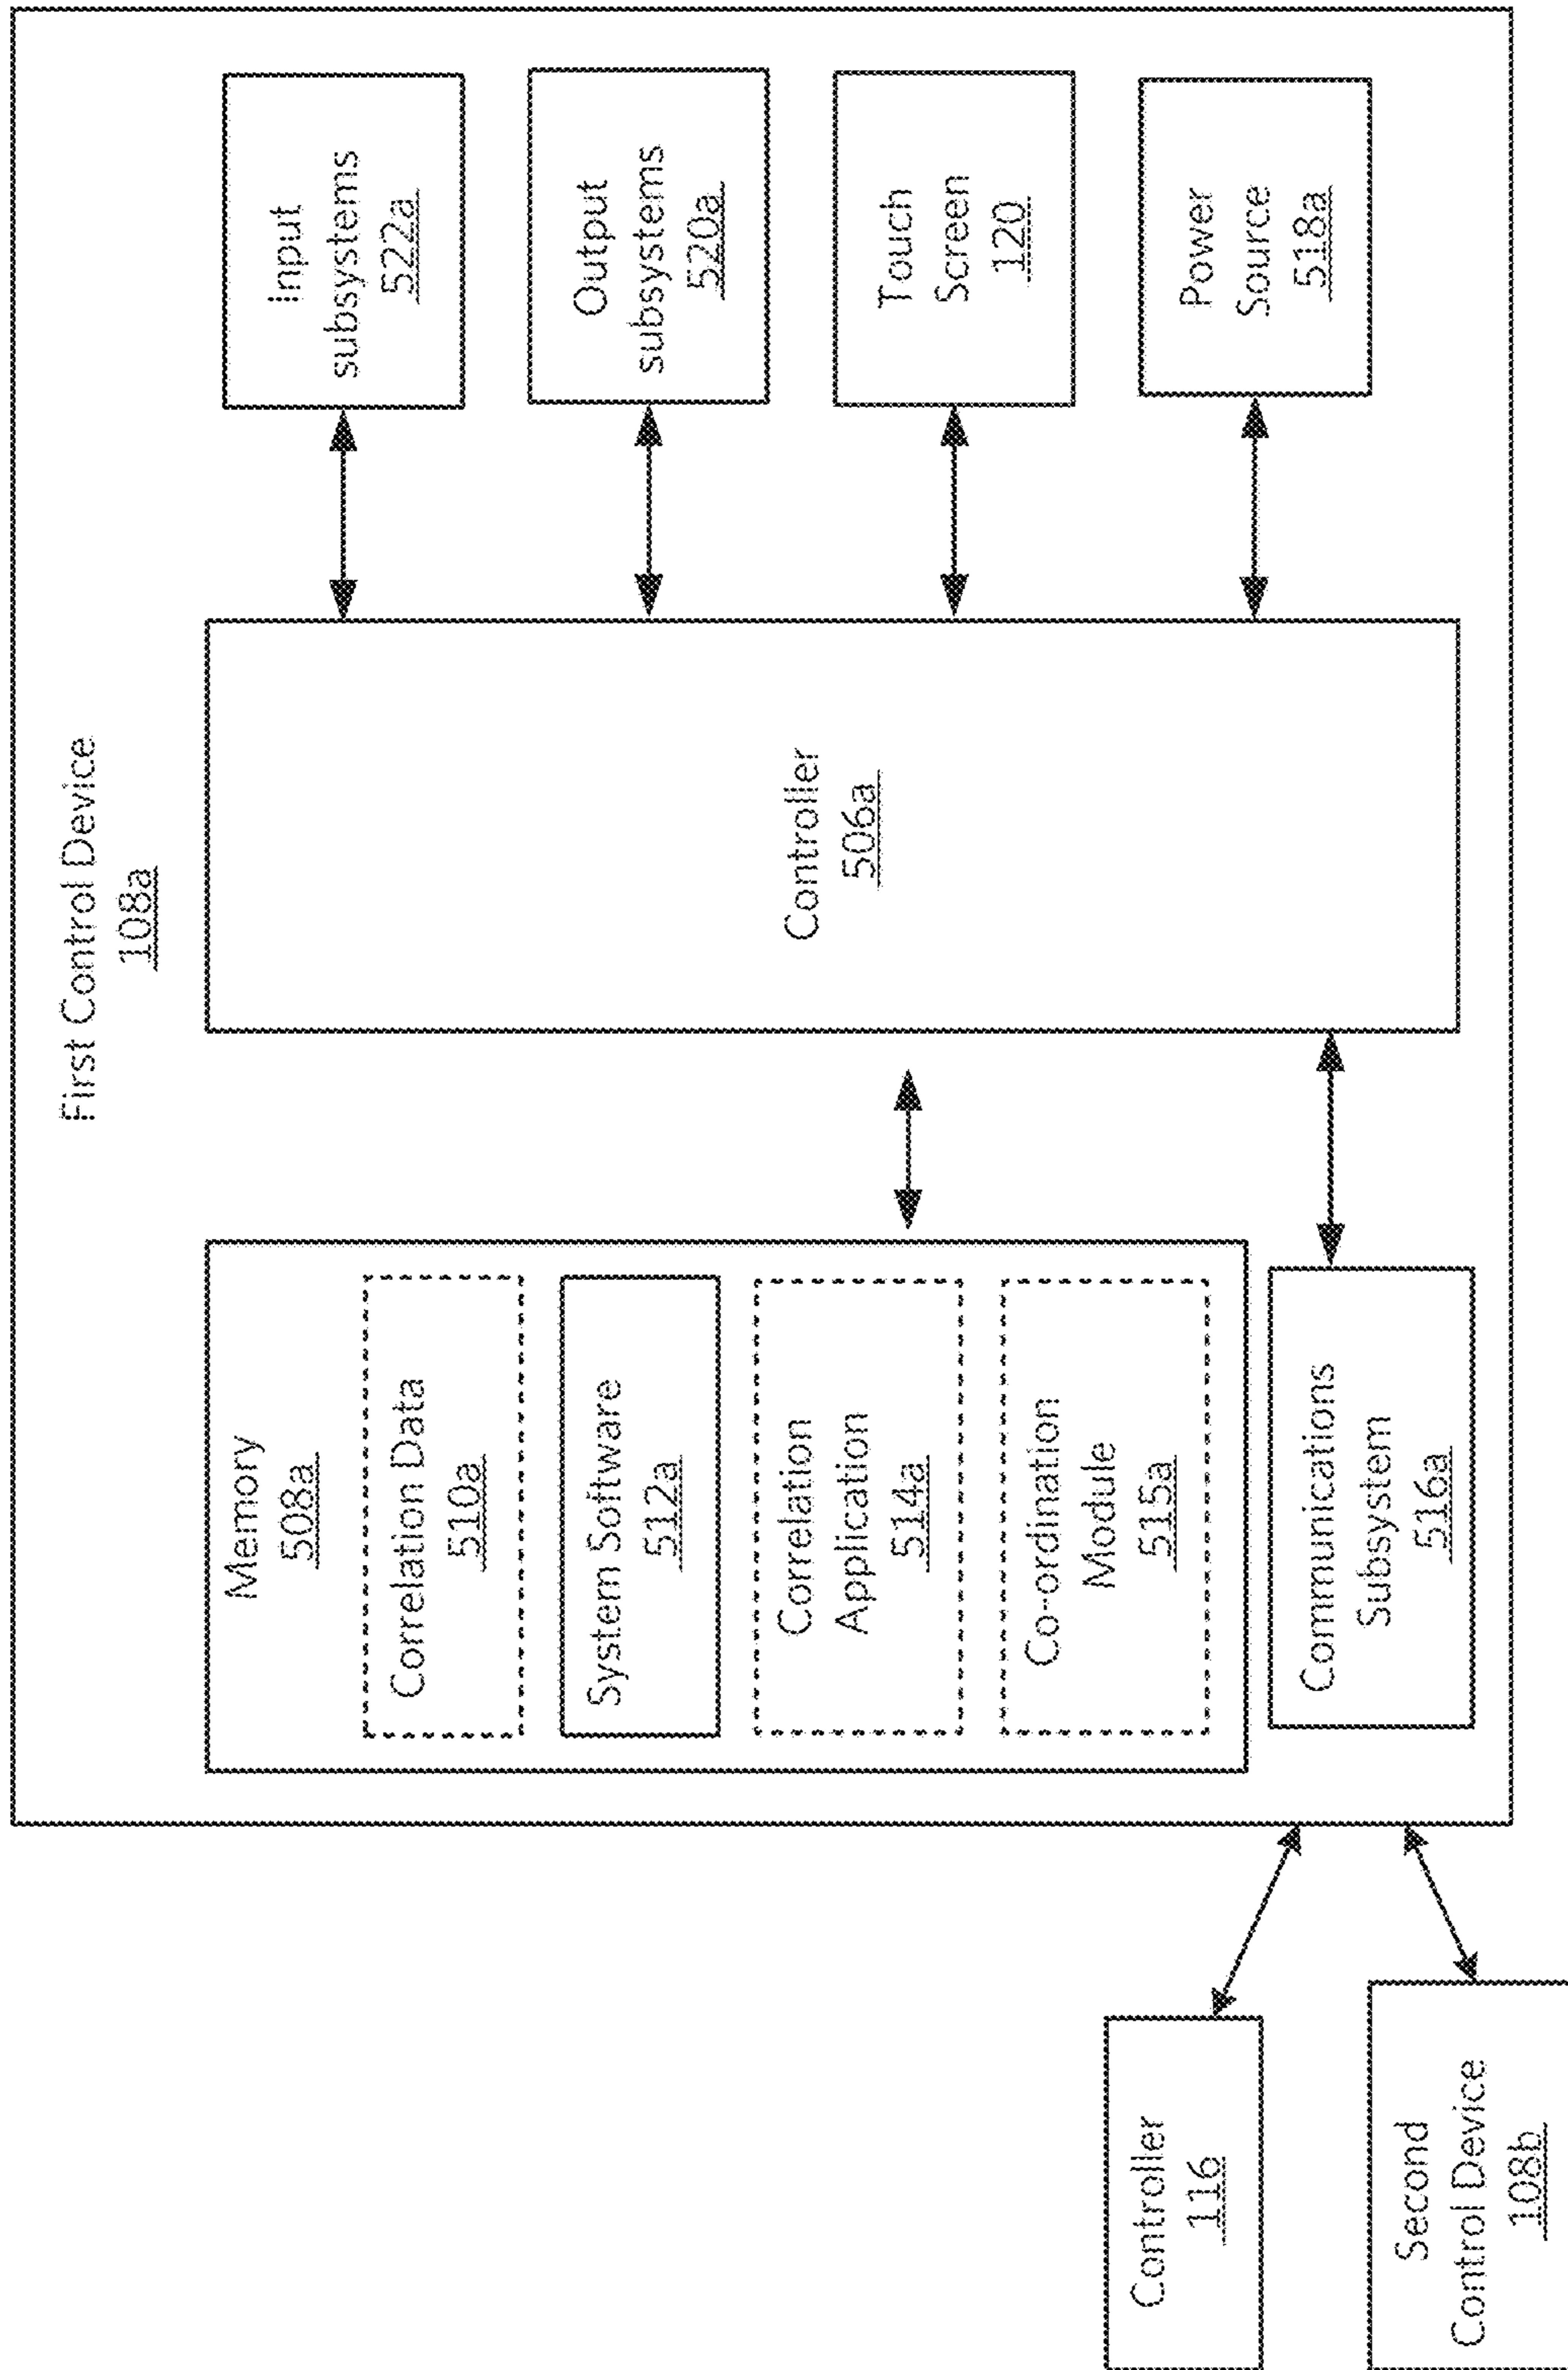 First Control Device
108a
Memory
508a
Correlation Data
510a
System Software
512a
Correlation
Application
514a
Co-ordination
Module
515a
Communications
Subsystem
516a
Controller
506a
Input
subsystems
522a
Output
subsystems
520a
Touch
Screen
120
Power
Source
518a
Controller
116
Second
Control Device
108b